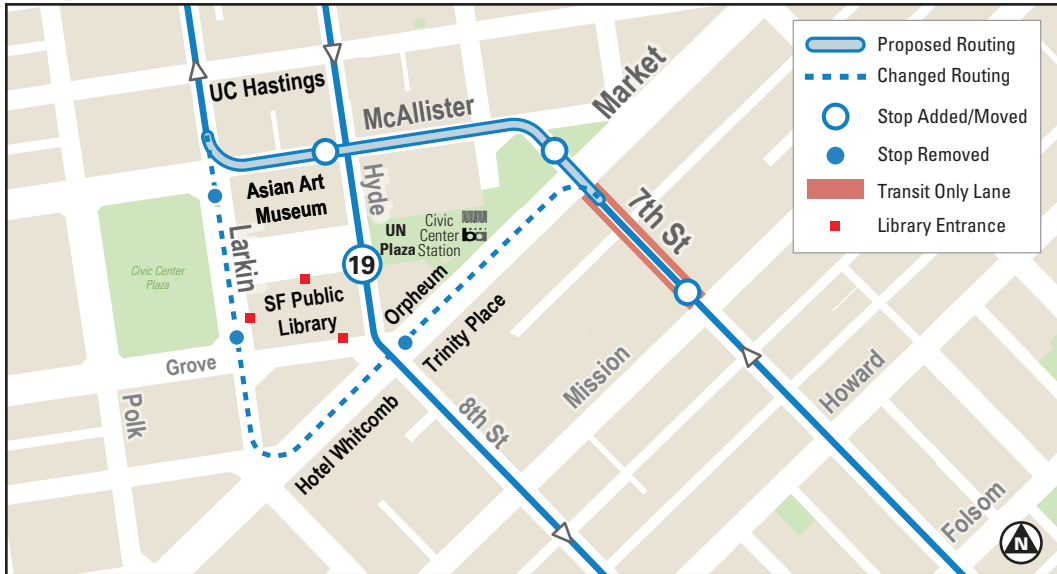 UC Hastings
McAllister
Market
Asian Art
Museum
Hyde
UN
Plaza
Civic
Center
Station
ba
7th St
Larkin
Civic Center
Plaza
19
SF Public
Library
Orpheum
Trinity Place
Grove
Polk
Hotel Whitcomb
8th St
Mission
Howard
Folsom
Proposed Routing
Changed Routing
Stop Added/Moved
Stop Removed
Transit Only Lane
Library Entrance
N